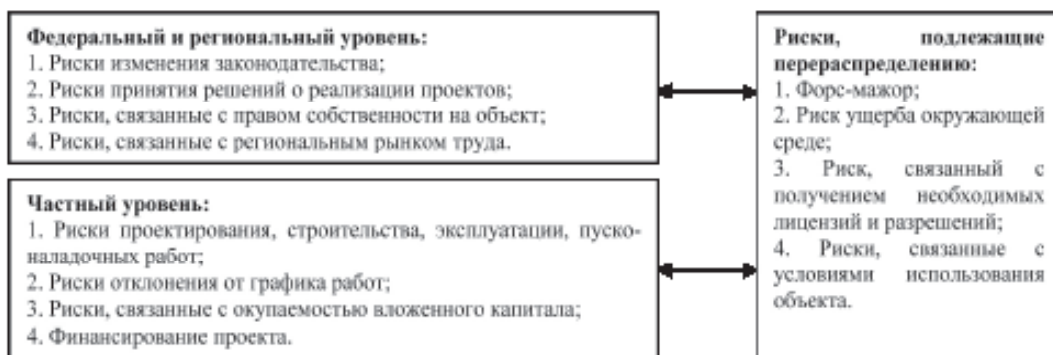 Федеральный и региональный уровень:
1. Риски изменения законодательства;
2. Риски принятия решений о реализации проектов;
3. Риски, связанные с правом собственности на объект;
4. Риски, связанные с региональным рынком труда.
Частный уровень:
1. Риски проектирования, строительства, эксплуатации, пуско-
наладочных работ;
2. Риски отклонения от графика работ;
3. Риски, связанные с окупаемостью вложенного капитала;
4. Финансирование проекта.
Риски, подлежащие
перераспределению:
1. Форс-мажор;
2. Риск ущерба окружающей
среде;
3. Риск, связанный с
получением необходимых
лицензий и разрешений;
4. Риски, связанные с
условиями использования
объекта.